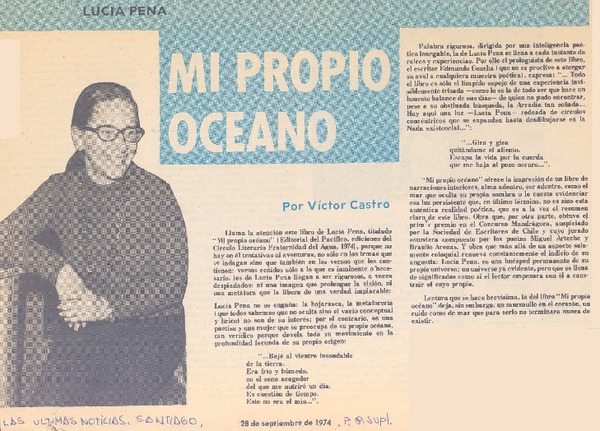 LUCIA PENA
MI PROPIO
OCEANO
Por Víctor Castro
Llama la atención este libro de Lucía Pena, titulado
"Mi propio océano" (Editorial del Pacífico, ediciones del
Círculo Literario Fraternidad del Agua, 1974), porque no
hay en él tentativas ni aventuras, no sólo en los temas que
se indagan sino que también en los versos que los con-
tienen: versos ceñidos sólo a lo que es inminente o nece-
sario, los de Lucía Pena llegan a ser rigurosos, a veces
despiadados: ni una imagen que prolongue la visión, ni
una metáfora que la libera de una verdad implacable:
Lucía Pena no se engaña: la hojarasca, la metaforería
(que todos sabemos que no oculta sino el vacío conceptual
y lírico) no son de su interés; por el contrario, es una
poetisa y una mujer que se preocupa de su propio océano,
tan verídico porque devela todo su movimiento en la
profundidad fecunda de su propio origen:
"...Bajé al vientre insondable
de la tierra.
Era frío y húmedo,
no el seno acogedor
del que me nutriró un día.
Es cuestión de tiempo.
Este no era el mío...".
Palabra rigurosa, dirigida por una inteligencia poé-
tica innegable, la de Lucía Pena se llena a cada instante de
raíces y experiencias. Por ello el prologuista de este libro,
el escritor Edmundo Concha (que no es proclive a otorgar
su aval a cualquiera muestra poética), expresa: "... Todo
el libro es sólo el límpido espejo de una experiencia invi-
siblemente trizada —como lo es la de todo ser que hace un
honesto balance de sus días— de quien no pudo encontrar,
pese a su obstinada búsqueda, la Arcadia tan soñada...
Hay aquí una luz —Lucía Pena— rodeada de círculos
concéntricos que se expanden hasta desdibujarse en la
Nada existencial...":
"...Gira y gira
quitándome el aliento.
Escapa la vida por la cuerda
que me baja al pozo oscuro...".
"Mi propio océano" ofrece la impresión de un libro de
narraciones interiores, alma adentro, ser adentro, como el
mar que oculta su propia sombra o le cuesta evidenciar
esa luz persistente que, en último término, no es sino esta
auténtica realidad poética, que es a la vez el resumen
claro de este libro. Obra que, por otra parte, obtuvo el
primer premio en el Concurso Mandrágora, auspiciado
por la Sociedad de Escritores de Chile y cuyo jurado
estuviera compuesto por los poetas Miguel Arteche y
Braulio Arenas. Y obra que más allá de un aspecto sola-
mente coloquial renueva constantemente el indicio de su
angustia: Lucía Pena, es una huésped permanente de su
propio universo; un universo ya evidente, pero que se llena
de significados como si el lector empezara con él a con-
struir el suyo propio.
Lectura que se hace brevísima, la del libro "Mi propio
océano" deja, sin embargo, un murmullo en el corazón, un
ruido como de mar que para serlo no terminara nunca de
existir.
LAS ULTIMAS NOTICIAS, SANTIAGO, 28 de septiembre de 1974, P. 8. Supl.